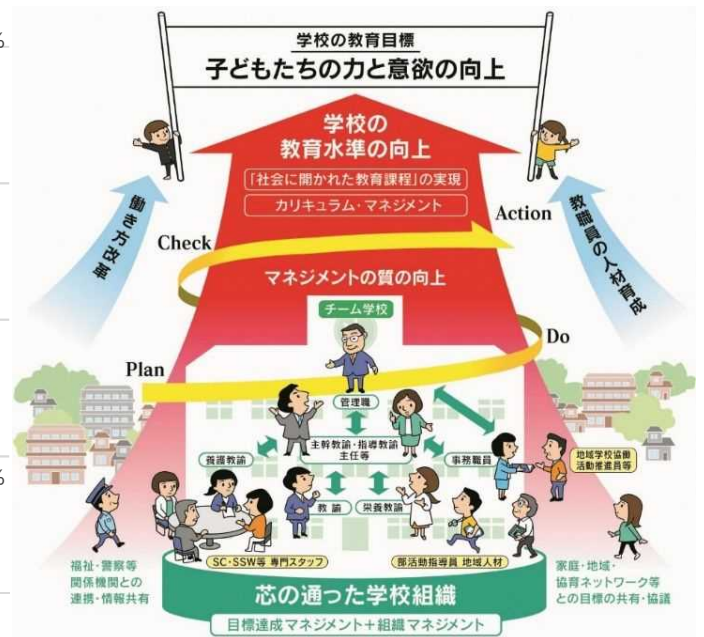 %
学校の教育目標
子どもたちの力と意欲の向上
学校の
教育水準の向上
「社会に開かれた教育課程」の実現
カリキュラム・マネジメント
働き方改革
教職員の人材育成
Check
Action
マネジメントの質の向上
チーム学校
Plan
Do
管理職
主幹教諭・指導教諭
主任等
養護教諭
事務職員
地域学校協働
活動推進員等
教諭
栄養教諭
%
SC・SSW等 専門スタッフ
部活動指導員 地域人材
福祉・警察等
関係機関との
連携・情報共有
家庭・地域・
協育ネットワーク等
との目標の共有・協議
芯の通った学校組織
目標達成マネジメント+組織マネジメント